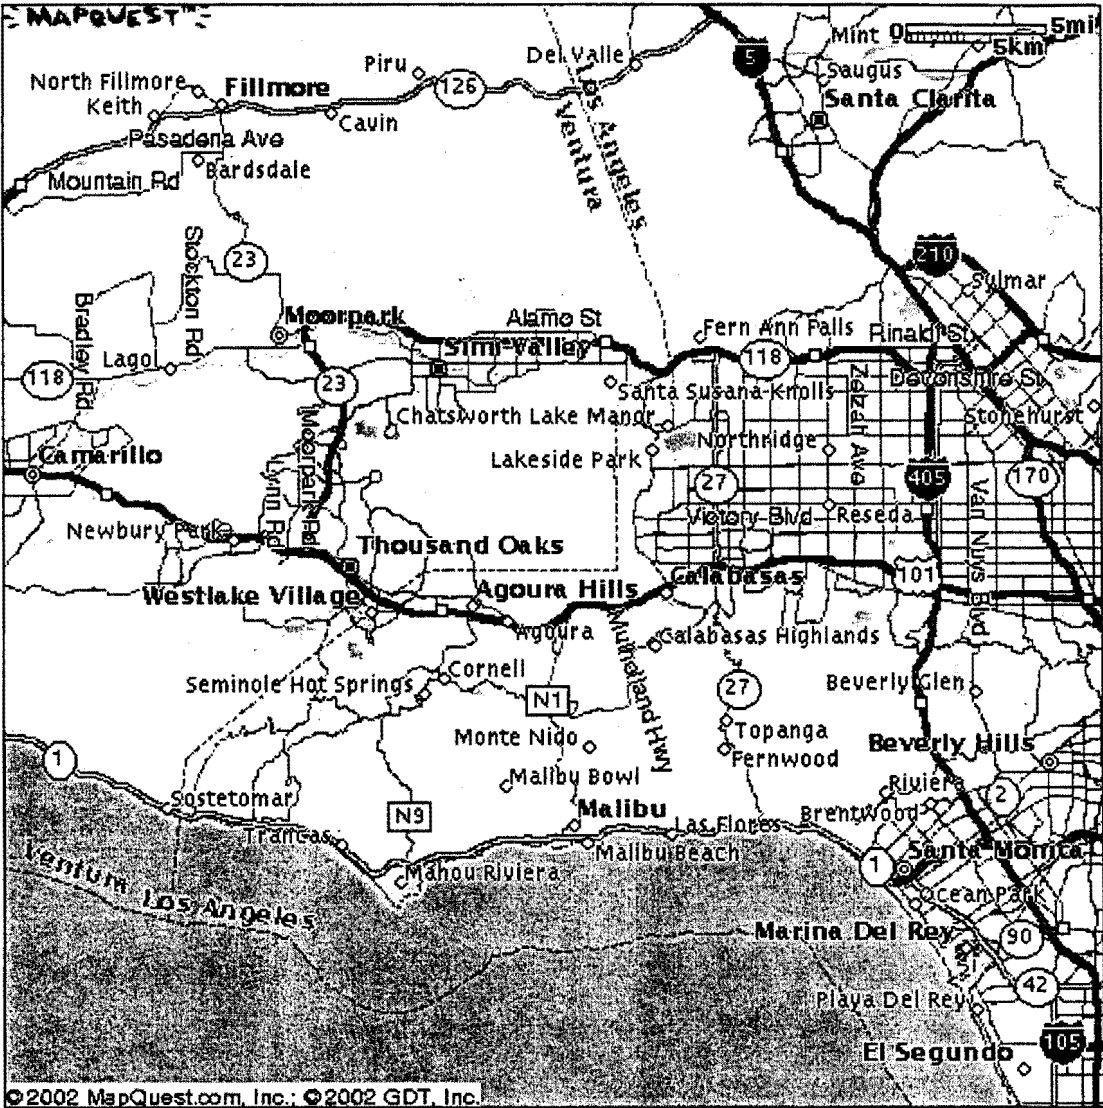 MAPQUEST™
0 5mi
Mint Canyon
5km
Del Valle
5
Piru
Saugus
North Fillmore
Fillmore
126
Keith
Santa Clarita
Cavin
Los Angeles
Ventura
Pasadena Ave
Bardsdale
Mountain Rd
Stockton Rd
23
210
Sylmar
Bradley Rd
Moorpark
Alamo St
Fern Ann Falls
Rinaldi St
Simi Valley
118
Lago
118
23
Devonshire St
Santa Susana Knolls
Zelzah Ave
Chatsworth Lake Manor
Stonehurst
Moorpark Rd
Northridge
Camarillo
Lakeside Park
Lynn Rd
27
405
170
Van Nuys Blvd
Victory Blvd
Reseda
Newbury Park
Thousand Oaks
Calabasas
101
Westlake Village
Agoura Hills
Agoura
Calabasas Highlands
Mulholland Hwy
Cornell
Seminole Hot Springs
N1
27
Beverly Glen
Topanga
Monte Nido
Beverly Hills
Fernwood
1
Malibu Bowl
Riviera
2
Sostetomar
Malibu
Brentwood
N9
Las Flores
Trancas
Malibu Beach
Santa Monica
1
Ventura
Los Angeles
Mahou Riviera
Ocean Park
Marina Del Rey
90
42
Playa Del Rey
El Segundo
105
©2002 MapQuest.com, Inc.; ©2002 GDT, Inc.